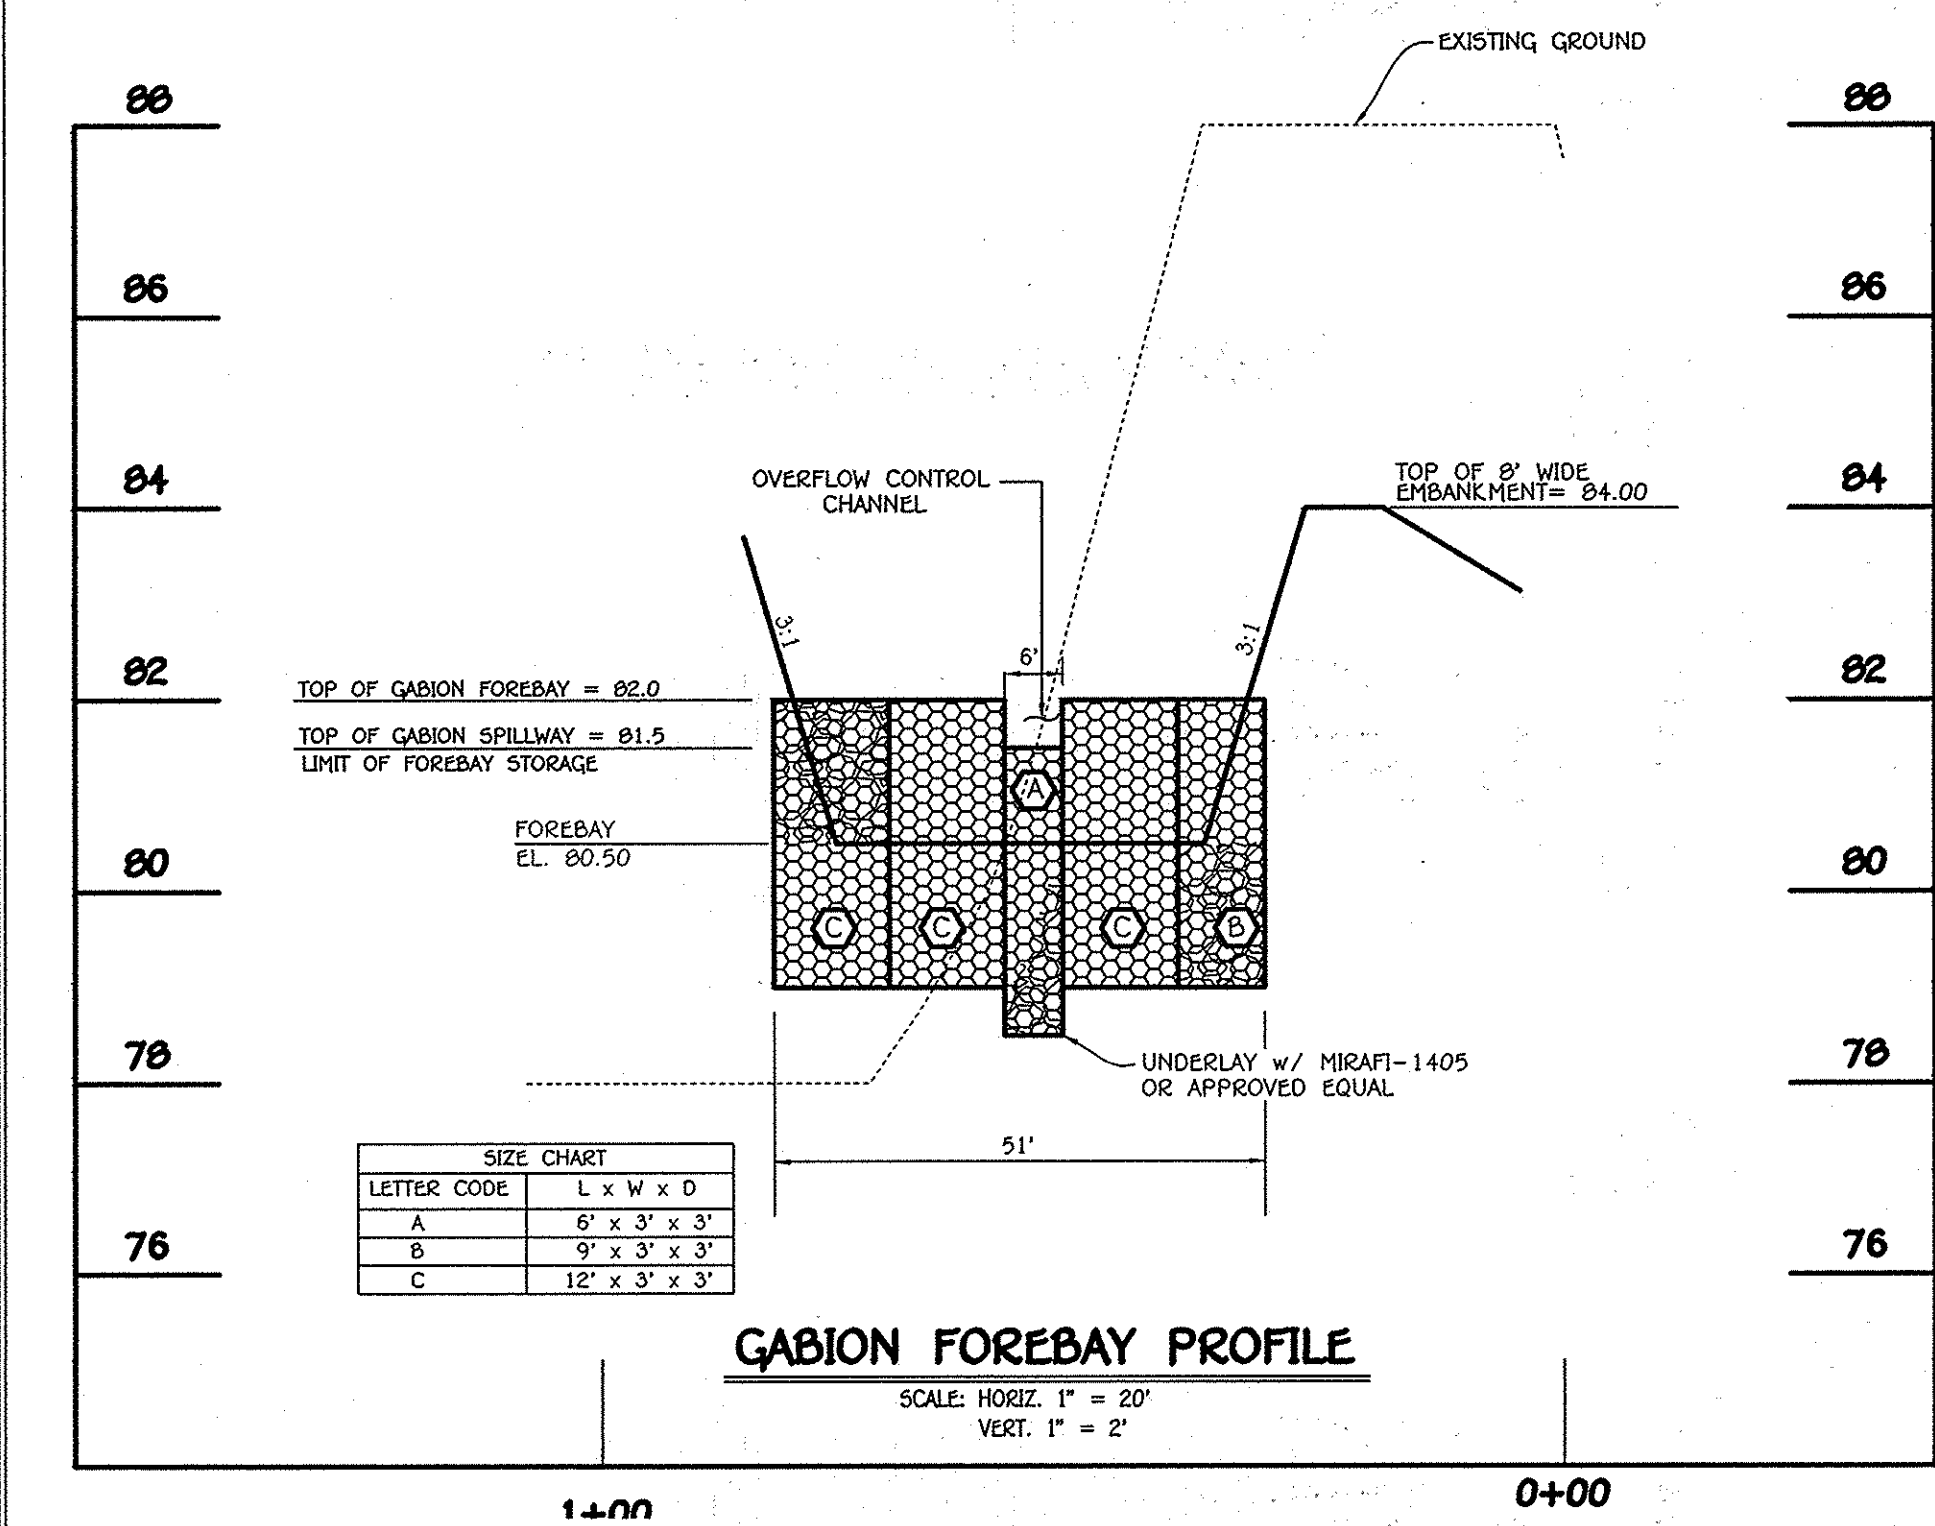 EXISTING GROUND
88
88
86
86
84
84
OVERFLOW CONTROL
CHANNEL
TOP OF 8' WIDE
EMBANKMENT= 84.00
3:1
3:1
6'
82
82
TOP OF GABION FOREBAY = 82.0
TOP OF GABION SPILLWAY = 81.5
LIMIT OF FOREBAY STORAGE
A
FOREBAY
EL. 80.50
80
80
C
C
C
B
78
78
UNDERLAY w/ MIRAFI-1405
OR APPROVED EQUAL
51'
SIZE CHART
LETTER CODE L x W x D
A 6' x 3' x 3'
B 9' x 3' x 3'
C 12' x 3' x 3'
76
76
GABION FOREBAY PROFILE
SCALE: HORIZ. 1" = 20'
VERT. 1" = 2'
1+00
0+00